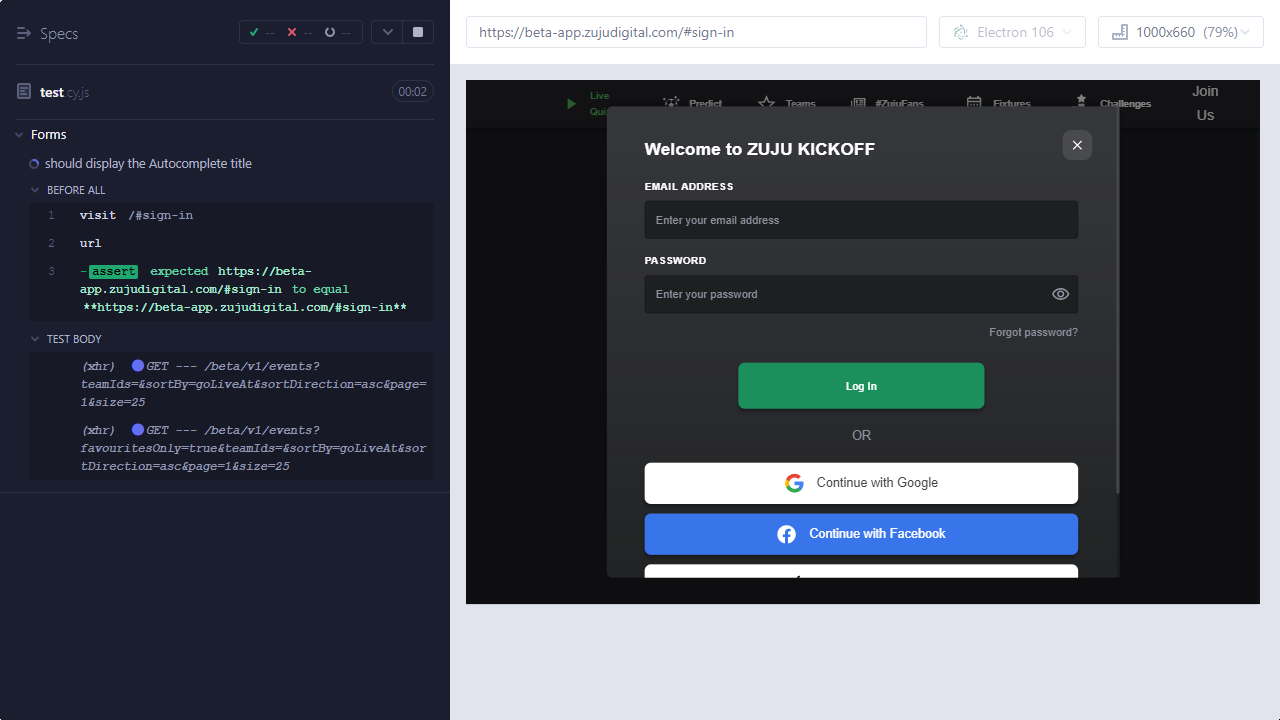 Specs
-- -- --
test cy.js
00:02
Forms
should display the Autocomplete title
BEFORE ALL
1 visit /#sign-in
2 url
3 -assert expected https://beta-
app.zujudigital.com/#sign-in to equal
**https://beta-app.zujudigital.com/#sign-in**
TEST BODY
(xhr) GET --- /beta/v1/events?
teamIds=&sortBy=goLiveAt&sortDirection=asc&page=
1&size=25
(xhr) GET --- /beta/v1/events?
favouritesOnly=true&teamIds=&sortBy=goLiveAt&sor
tDirection=asc&page=1&size=25
https://beta-app.zujudigital.com/#sign-in
Electron 106
1000x660 (79%)
Live
Quiz
Predict
Teams
#ZujuFans
Fixtures
Challenges
Join
Us
Welcome to ZUJU KICKOFF
EMAIL ADDRESS
Enter your email address
PASSWORD
Enter your password
Forgot password?
Log In
OR
Continue with Google
Continue with Facebook